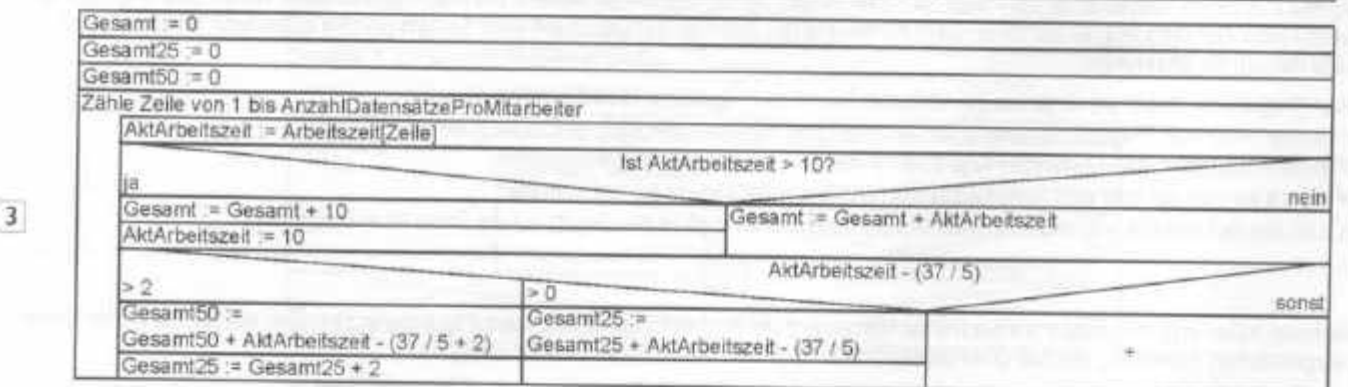 Gesamt := 0
Gesamt25 := 0
Gesamt50 := 0
Zähle Zeile von 1 bis AnzahlDatensätzeProMitarbeiter
AktArbeitszeit := Arbeitszeit[Zeile]
Ist AktArbeitszeit > 10?
ja
nein
3
Gesamt := Gesamt + 10
Gesamt := Gesamt + AktArbeitszeit
AktArbeitszeit := 10
AktArbeitszeit - (37 / 5)
> 2
> 0
sonst
Gesamt50 :=
Gesamt50 + AktArbeitszeit - (37 / 5 + 2)
Gesamt25 := Gesamt25 + 2
Gesamt25 :=
Gesamt25 + AktArbeitszeit - (37 / 5)